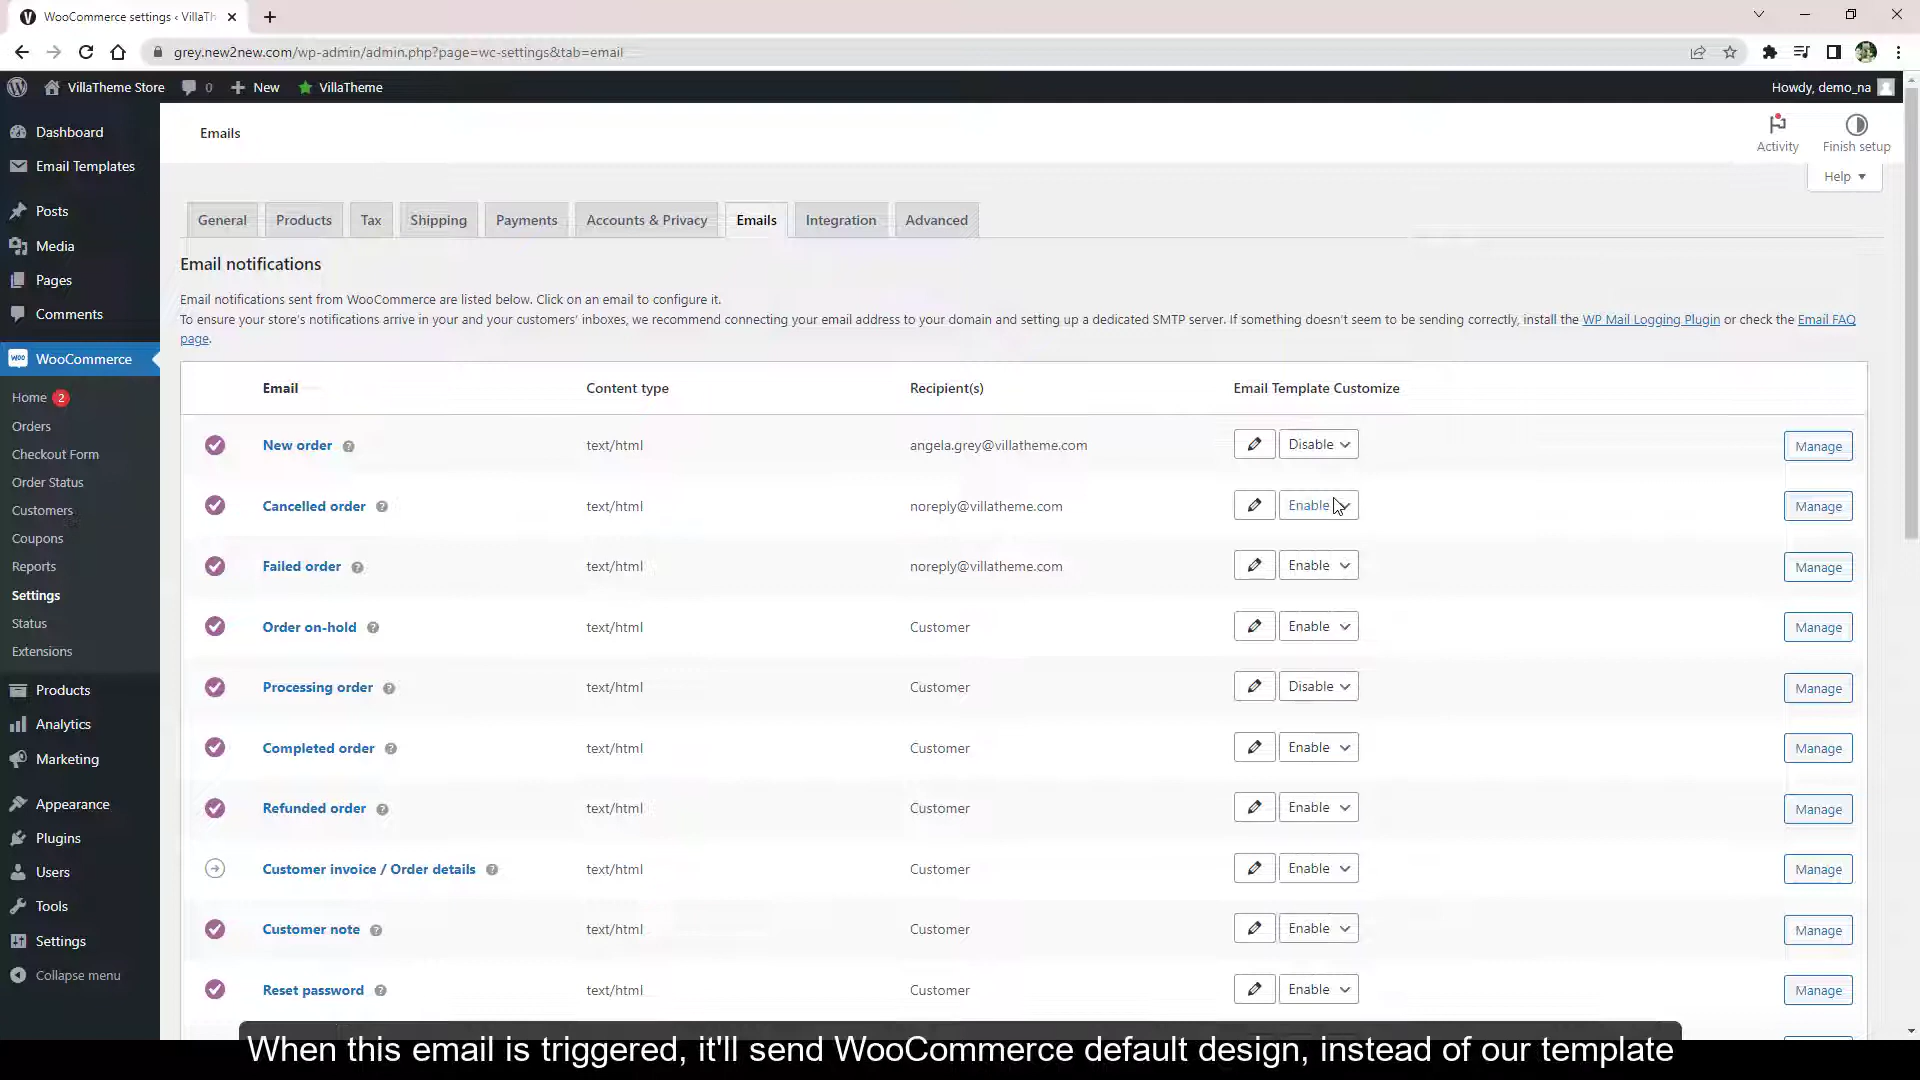 WooCommerce settings ‹ VillaTh
grey.new2new.com/wp-admin/admin.php?page=wc-settings&tab=email
VillaTheme Store
0
New
VillaTheme
Howdy, demo_na
Dashboard
Email Templates
Posts
Media
Pages
Comments
WooCommerce
Home 2
Orders
Checkout Form
Order Status
Customers
Coupons
Reports
Settings
Status
Extensions
Products
Analytics
Marketing
Appearance
Plugins
Users
Tools
Settings
Collapse menu
Emails
Activity
Finish setup
Help
General
Products
Tax
Shipping
Payments
Accounts & Privacy
Emails
Integration
Advanced
Email notifications
Email notifications sent from WooCommerce are listed below. Click on an email to configure it.
To ensure your store's notifications arrive in your and your customers' inboxes, we recommend connecting your email address to your domain and setting up a dedicated SMTP server. If something doesn't seem to be sending correctly, install the WP Mail Logging Plugin or check the Email FAQ
page.
Email Content type Recipient(s) Email Template Customize
New order text/html angela.grey@villatheme.com Disable Manage
Cancelled order text/html noreply@villatheme.com Enable Manage
Failed order text/html noreply@villatheme.com Enable Manage
Order on-hold text/html Customer Enable Manage
Processing order text/html Customer Disable Manage
Completed order text/html Customer Enable Manage
Refunded order text/html Customer Enable Manage
Customer invoice / Order details text/html Customer Enable Manage
Customer note text/html Customer Enable Manage
Reset password text/html Customer Enable Manage
When this email is triggered, it'll send WooCommerce default design, instead of our template